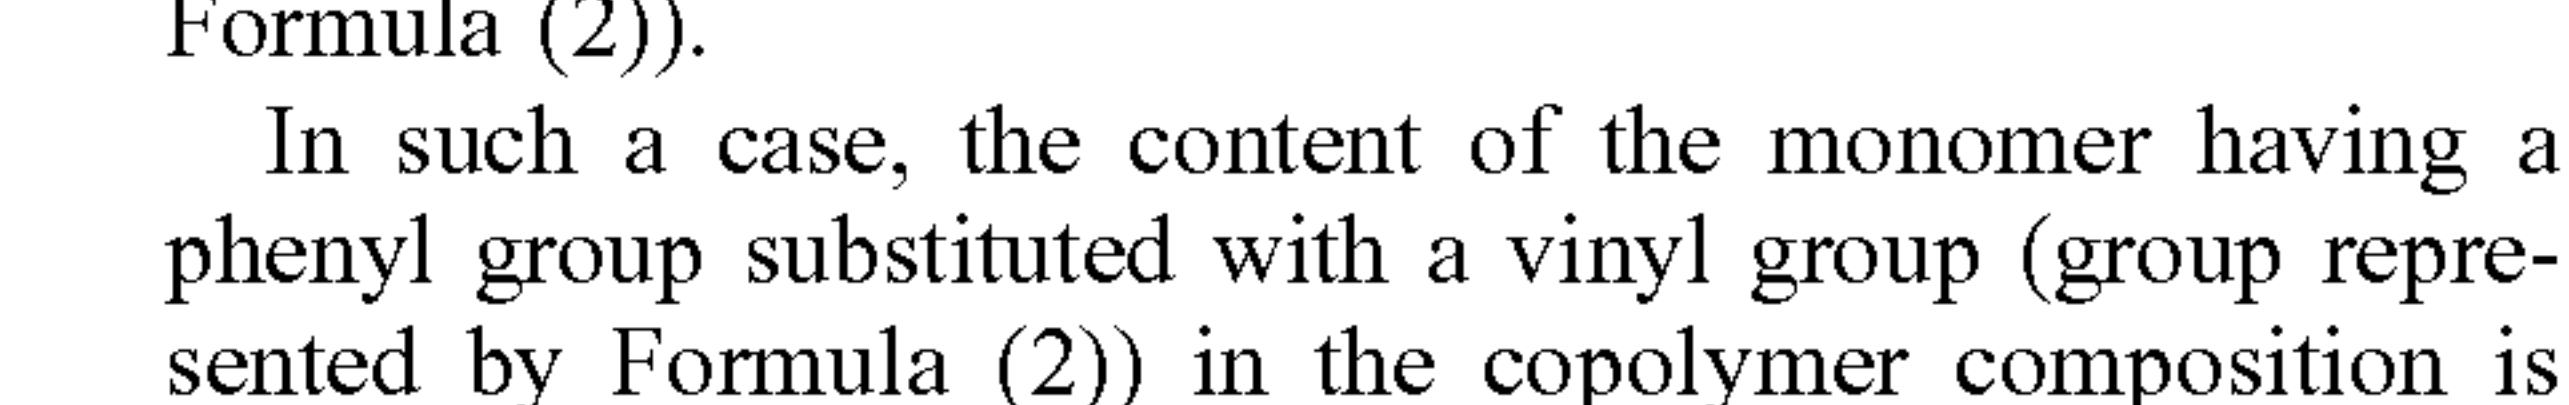 Formula (2)).
In such a case, the content of the monomer having a
phenyl group substituted with a vinyl group (group repre-
sented by Formula (2)) in the copolymer composition is